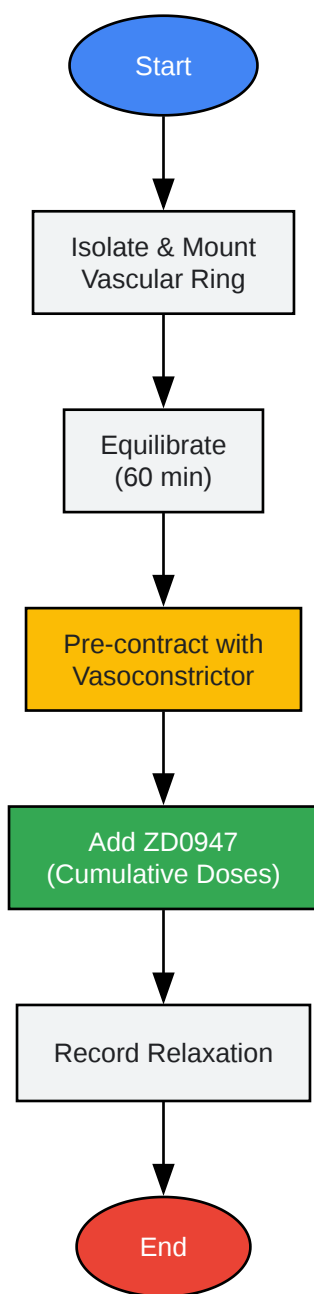 Start
Isolate & Mount
Vascular Ring
Equilibrate
(60 min)
Pre-contract with
Vasoconstrictor
Add ZD0947
(Cumulative Doses)
Record Relaxation
End